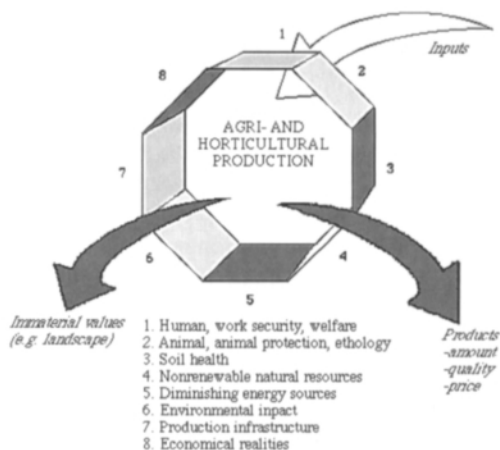 1
Inputs
2
8
AGRI- AND
HORTICULTURAL
PRODUCTION
7
3
6
4
5
Immaterial values
(e.g. landscape)
Products
-amount
-quality
-price
1. Human, work security, welfare
2. Animal, animal protection, ethology
3. Soil health
4. Nonrenewable natural resources
5. Diminishing energy sources
6. Environmental inpact
7. Production infrastructure
8. Economical realities